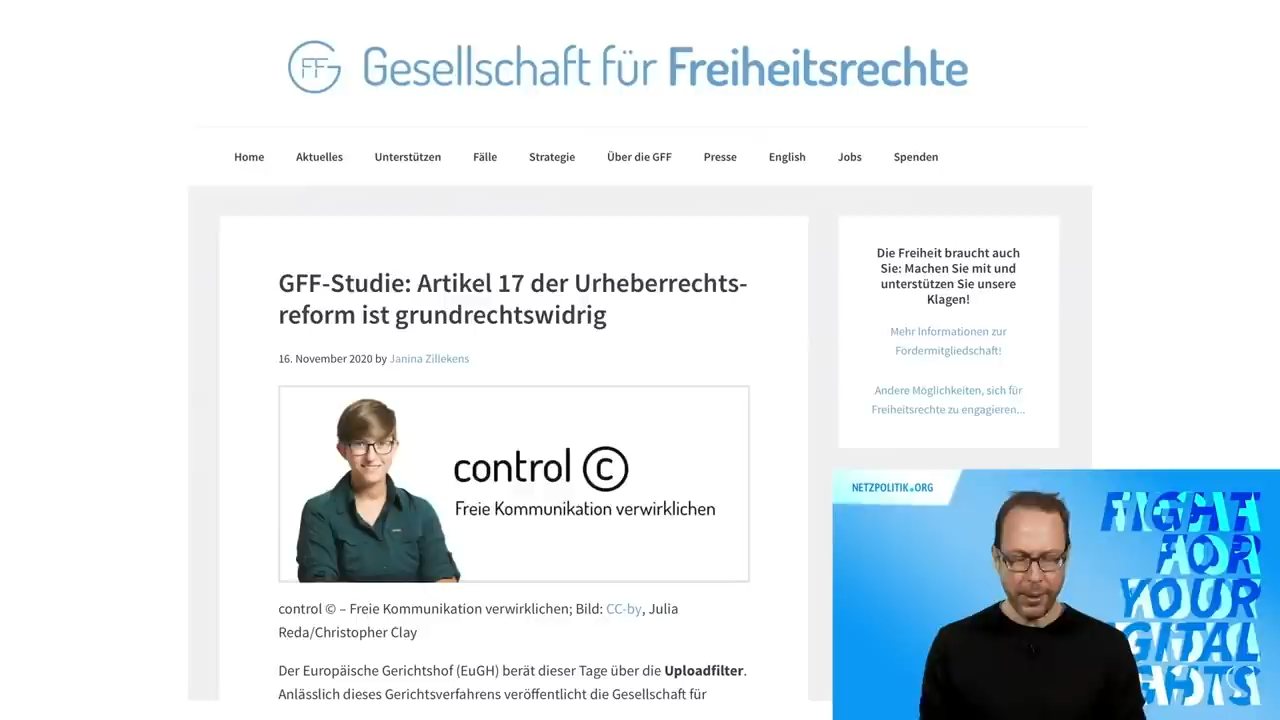 GFF Gesellschaft für Freiheitsrechte
Home Aktuelles Unterstützen Fälle Strategie Über die GFF Presse English Jobs Spenden
GFF-Studie: Artikel 17 der Urheberrechts-
reform ist grundrechtswidrig
16. November 2020 by Janina Zillekens
control ©
Freie Kommunikation verwirklichen
control © – Freie Kommunikation verwirklichen; Bild: CC-by, Julia
Reda/Christopher Clay
Der Europäische Gerichtshof (EuGH) berät dieser Tage über die Uploadfilter.
Anlässlich dieses Gerichtsverfahrens veröffentlicht die Gesellschaft für
Die Freiheit braucht auch
Sie: Machen Sie mit und
unterstützen Sie unsere
Klagen!
Mehr Informationen zur
Fördermitgliedschaft!
Andere Möglichkeiten, sich für
Freiheitsrechte zu engagieren...
NETZPOLITIK.ORG
FIGHT
FOR
YOUR
GITAL
GHTS